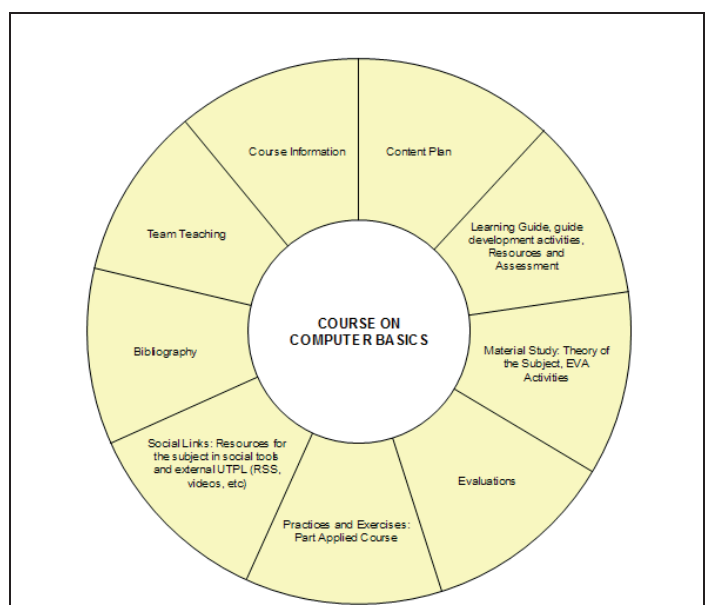 Course Information
Content Plan
Learning Guide, guide
development activities,
Resources and
Assessment
Material Study: Theory of
the Subject, EVA
Activities
Evaluations
Practices and Exercises:
Part Applied Course
Social Links: Resources for
the subject in social tools
and external UTPL (RSS,
videos, etc)
Bibliography
Team Teaching
COURSE ON
COMPUTER BASICS